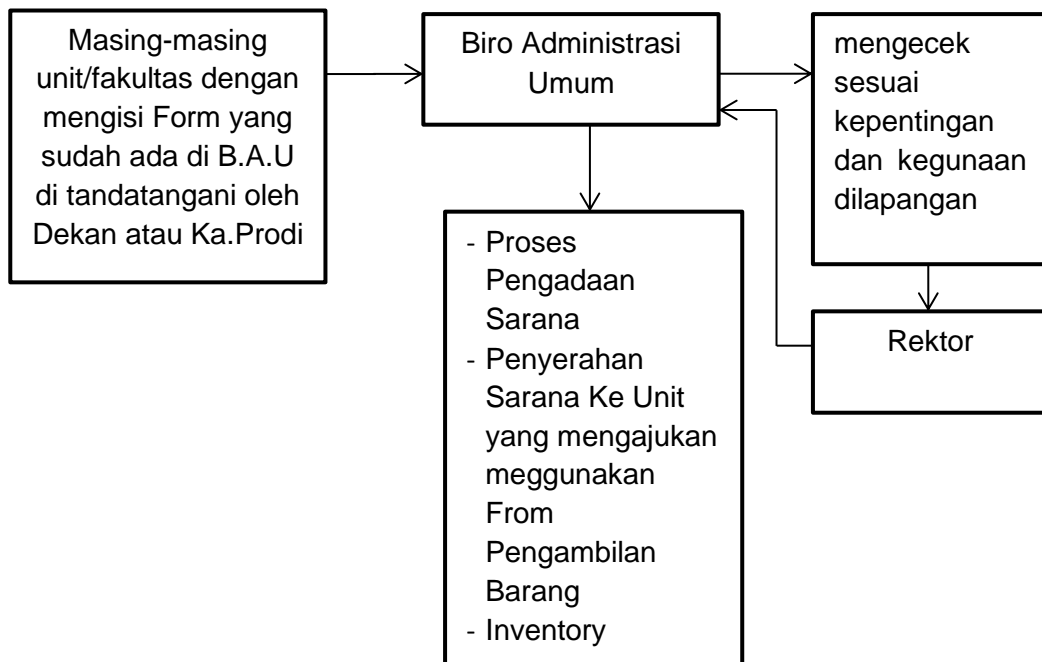 Masing-masing
unit/fakultas dengan
mengisi Form yang
sudah ada di B.A.U
di tandatangani oleh
Dekan atau Ka.Prodi
Biro Administrasi
Umum
mengecek
sesuai
kepentingan
dan kegunaan
dilapangan
Rektor
- Proses
Pengadaan
Sarana
- Penyerahan
Sarana Ke Unit
yang mengajukan
meggunakan
From
Pengambilan
Barang
- Inventory